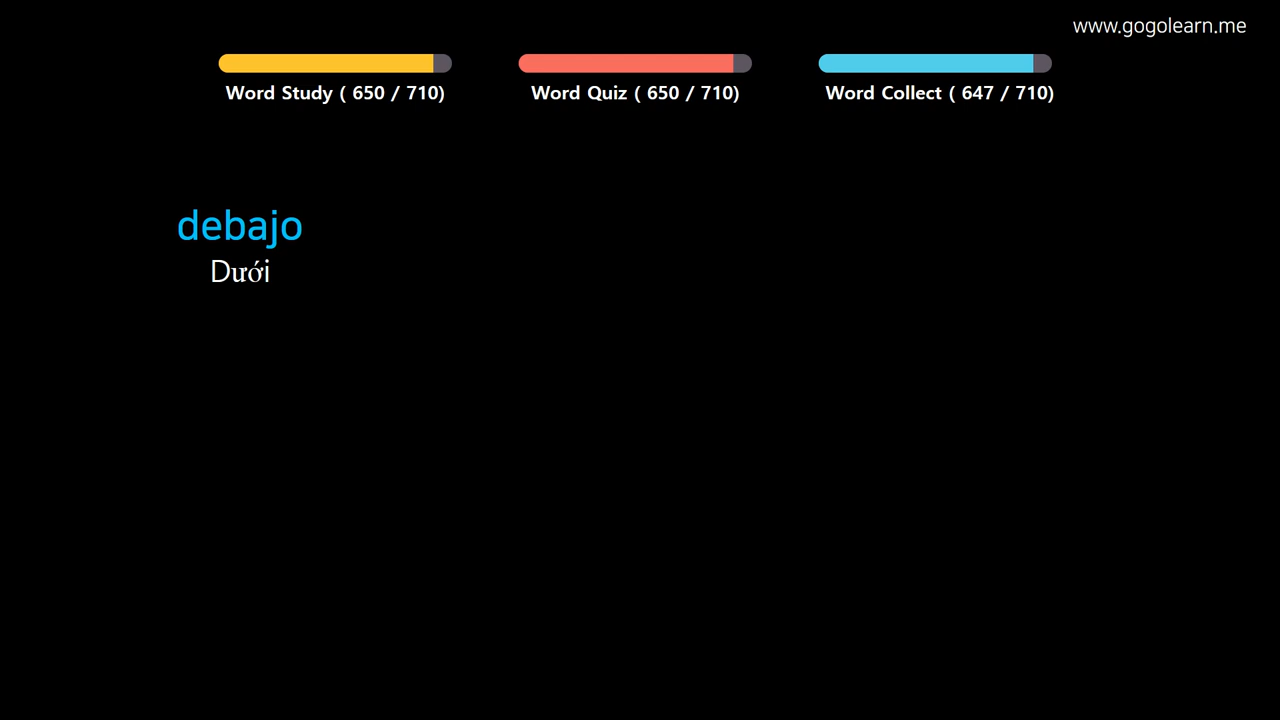 www.gogolearn.me
Word Study ( 650 / 710)
Word Quiz ( 650 / 710)
Word Collect ( 647 / 710)
debajo
Dưới